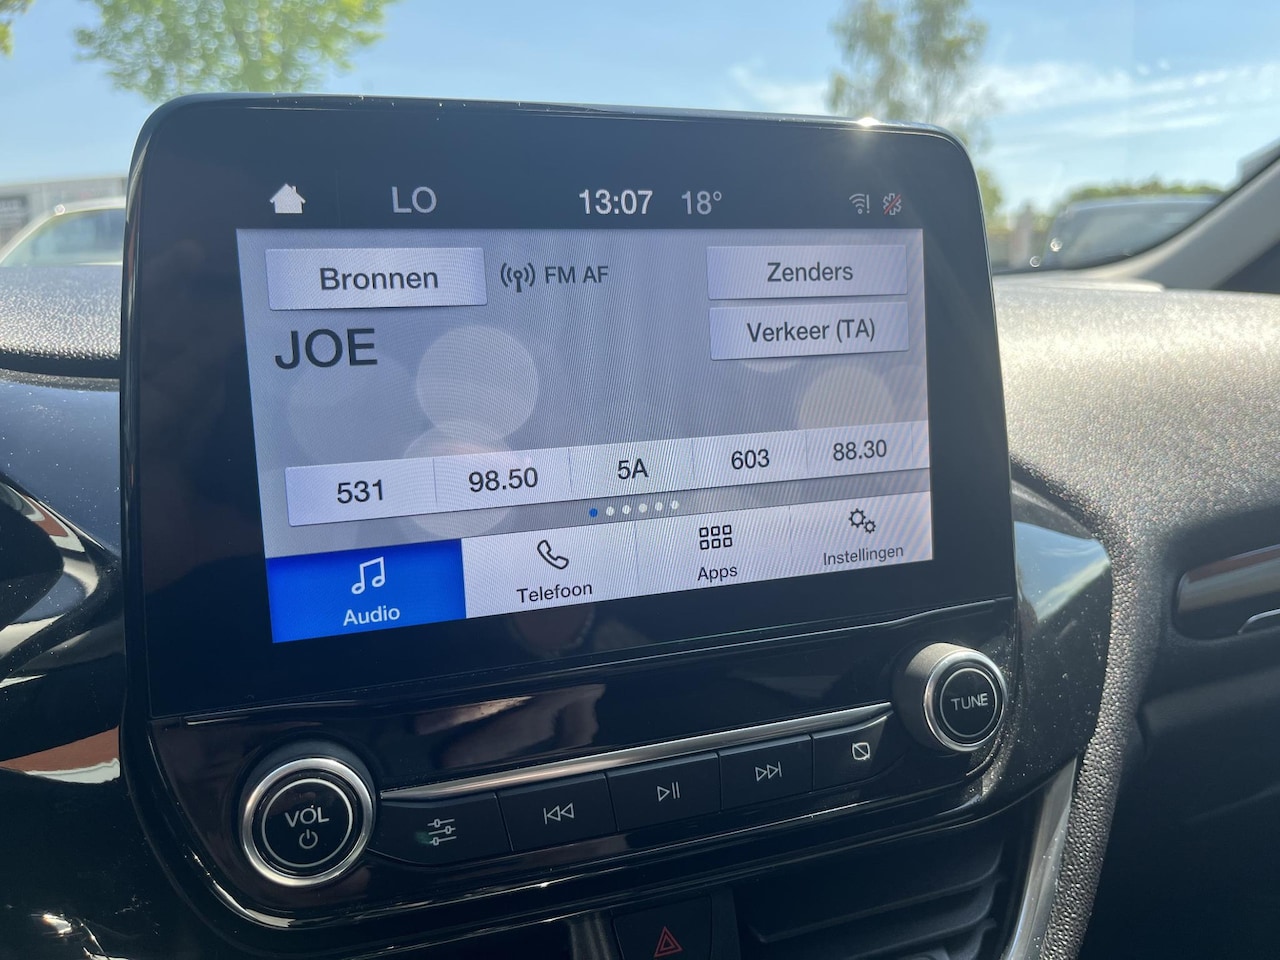 LO 13:07 18°
Bronnen FM AF Zenders
Verkeer (TA)
JOE
531 98.50 5A 603 88.30
Audio Telefoon Apps Instellingen
VOL TUNE